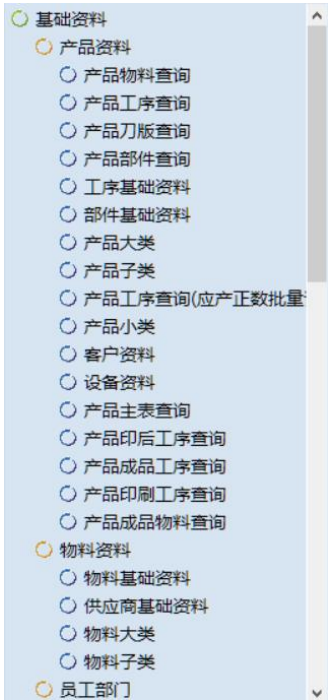 基础资料
产品资料
产品物料查询
产品工序查询
产品刀版查询
产品部件查询
工序基础资料
部件基础资料
产品大类
产品子类
产品工序查询(应产正数批量
产品小类
客户资料
设备资料
产品主表查询
产品印后工序查询
产品成品工序查询
产品印刷工序查询
产品成品物料查询
物料资料
物料基础资料
供应商基础资料
物料大类
物料子类
员工部门